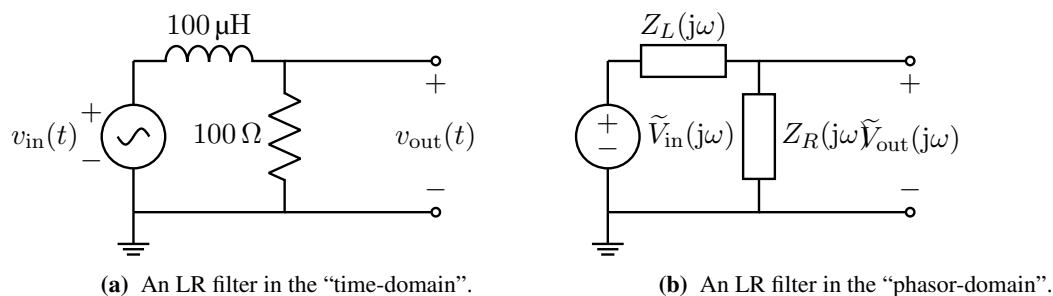 100 µH
+
v_in(t)
−
100 Ω
+
v_out(t)
−
(a) An LR filter in the “time-domain”.
Z_L(jω)
+
−
Ṽ_in(jω)
Z_R(jω)
+
Ṽ_out(jω)
−
(b) An LR filter in the “phasor-domain”.